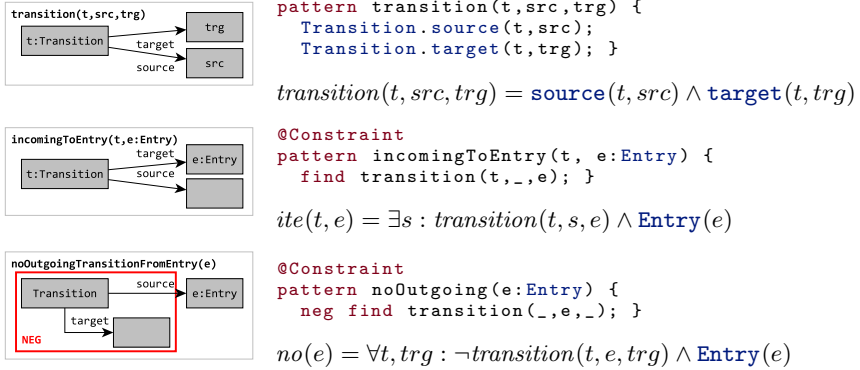 transition(t,src,trg)
t:Transition
trg
target
source
src
pattern transition(t,src,trg) {
Transition.source(t,src);
Transition.target(t,trg); }
transition(t, src, trg) = source(t, src) ∧ target(t, trg)
incomingToEntry(t,e:Entry)
target
e:Entry
t:Transition
source
@Constraint
pattern incomingToEntry(t, e:Entry) {
find transition(t,_,e); }
ite(t, e) = ∃s : transition(t, s, e) ∧ Entry(e)
noOutgoingTransitionFromEntry(e)
source
Transition
e:Entry
target
NEG
@Constraint
pattern noOutgoing(e:Entry) {
neg find transition(_,e,_); }
no(e) = ∀t, trg : ¬transition(t, e, trg) ∧ Entry(e)